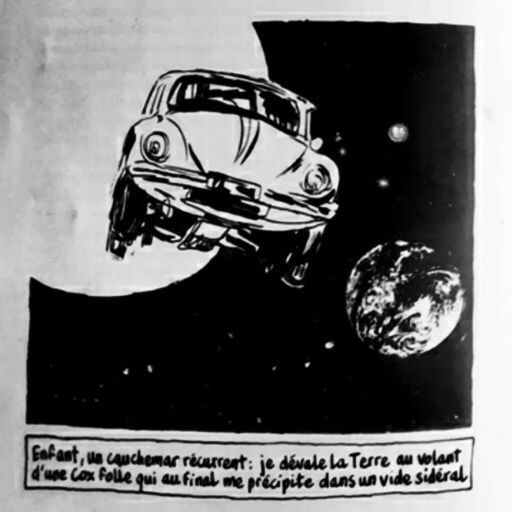 Enfant, un cauchemar récurrent : je dévale la Terre au volant
d'une Cox folle qui au final me précipite dans un vide sidéral